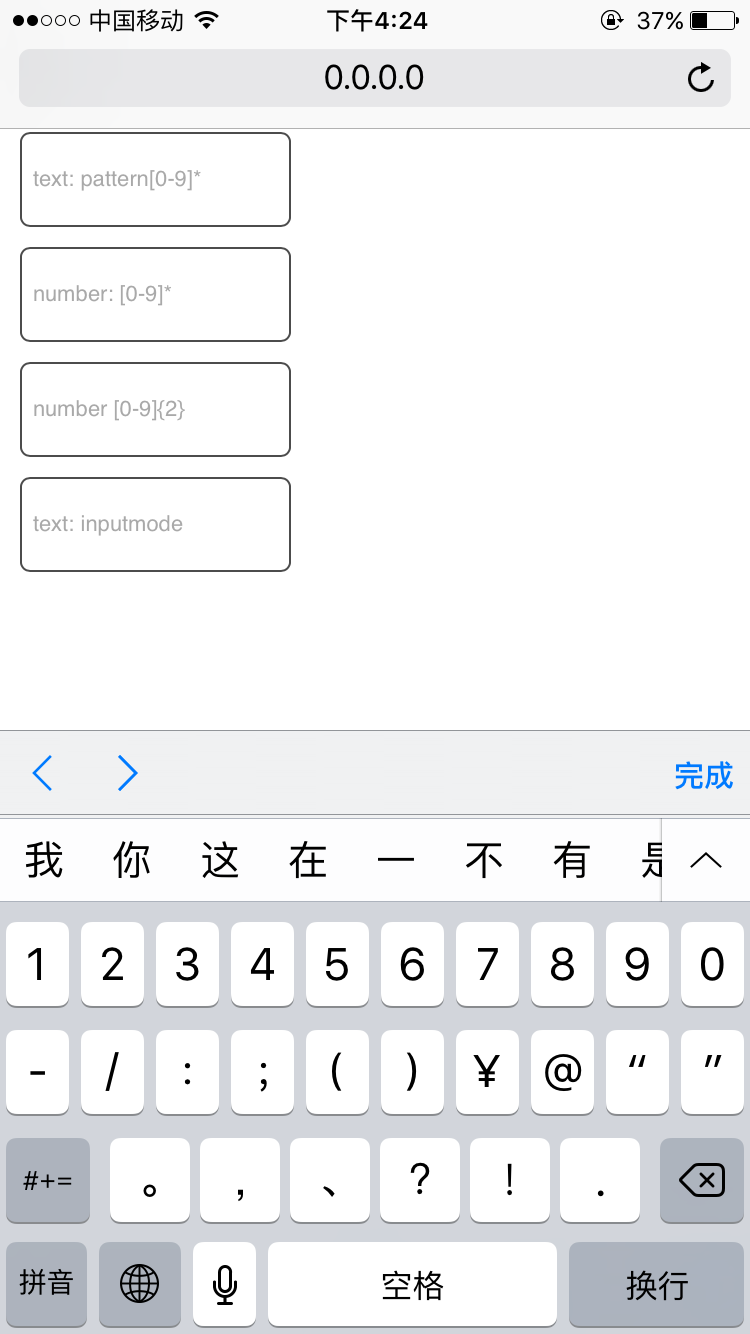 中国移动 下午4:24 37%
0.0.0.0
text: pattern[0-9]*
number: [0-9]*
number [0-9]{2}
text: inputmode
完成
我 你 这 在 一 不 有 是
1 2 3 4 5 6 7 8 9 0
- / : ; ( ) ¥ @ “ ”
#+= 。 , 、 ? ! .
拼音 空格 换行